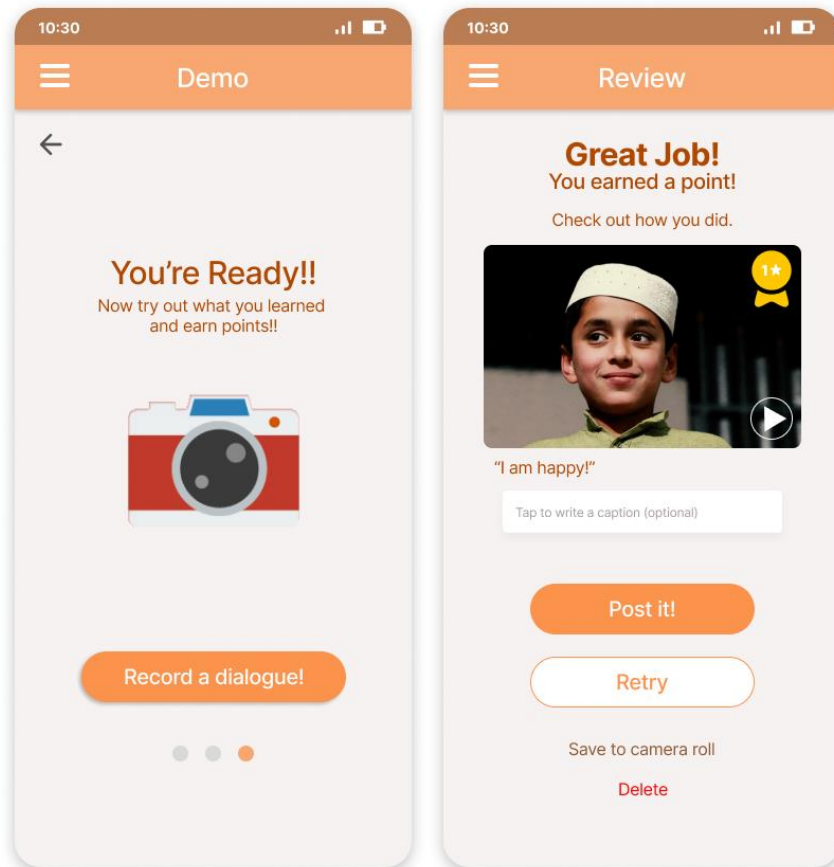 10:30
Demo
You're Ready!!
Now try out what you learned
and earn points!!
Record a dialogue!
10:30
Review
Great Job!
You earned a point!
Check out how you did.
1★
“I am happy!”
Tap to write a caption (optional)
Post it!
Retry
Save to camera roll
Delete